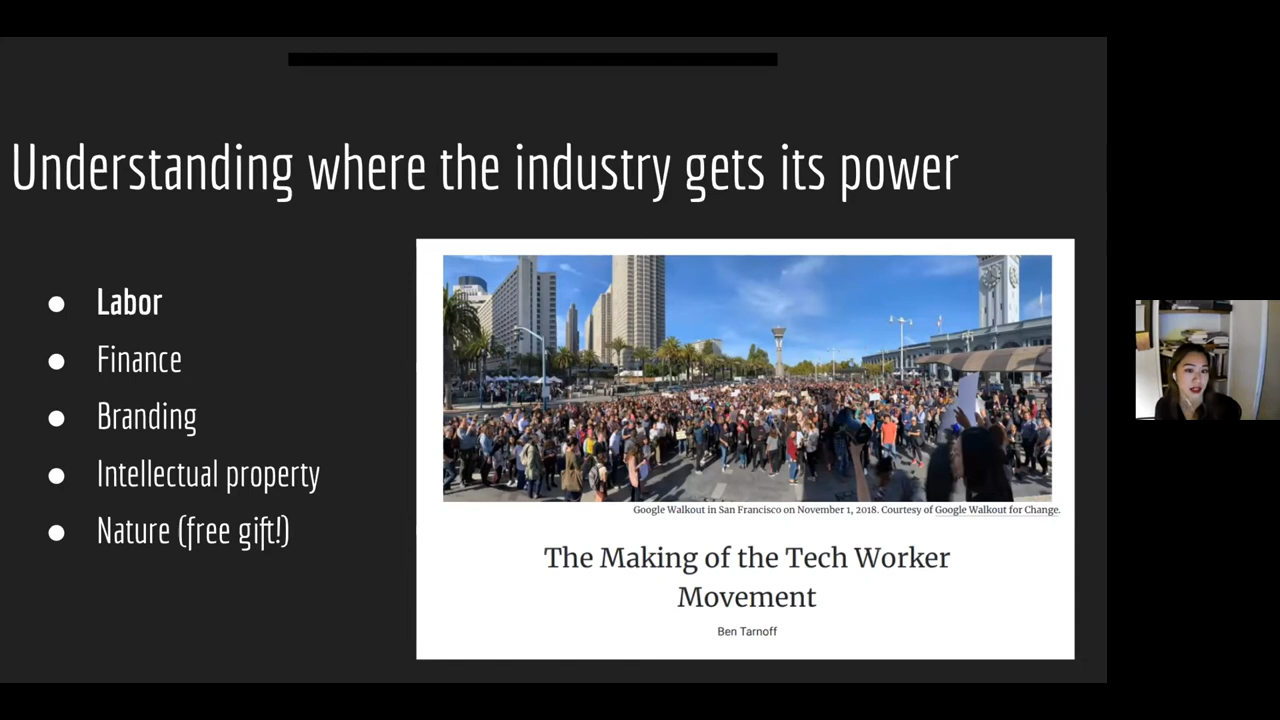 Understanding where the industry gets its power
● Labor
● Finance
● Branding
● Intellectual property
● Nature (free gift!)
Google Walkout in San Francisco on November 1, 2018. Courtesy of Google Walkout for Change.
The Making of the Tech Worker
Movement
Ben Tarnoff